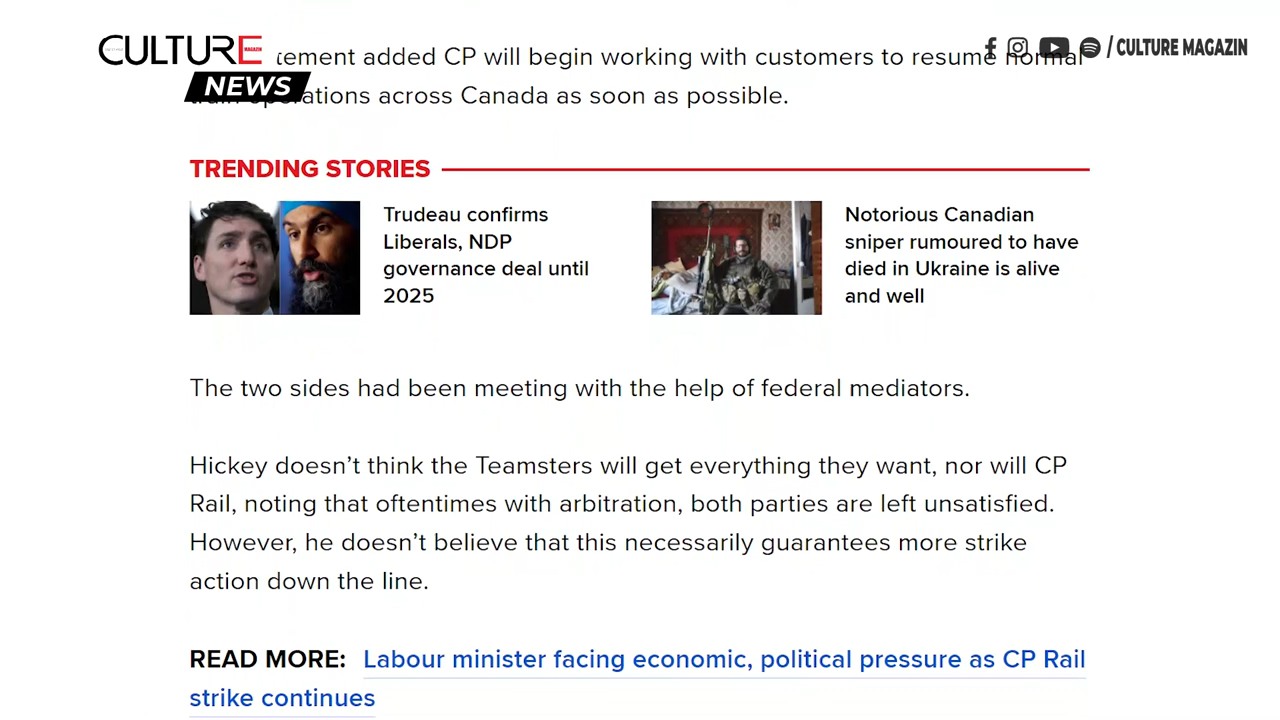 CULTURE
MAGAZIN
NEWS
/ CULTURE MAGAZIN
added CP will begin working with customers to resume normal
train operations across Canada as soon as possible.
TRENDING STORIES
Trudeau confirms
Liberals, NDP
governance deal until
2025
Notorious Canadian
sniper rumoured to have
died in Ukraine is alive
and well
The two sides had been meeting with the help of federal mediators.
Hickey doesn’t think the Teamsters will get everything they want, nor will CP
Rail, noting that oftentimes with arbitration, both parties are left unsatisfied.
However, he doesn’t believe that this necessarily guarantees more strike
action down the line.
READ MORE: Labour minister facing economic, political pressure as CP Rail
strike continues